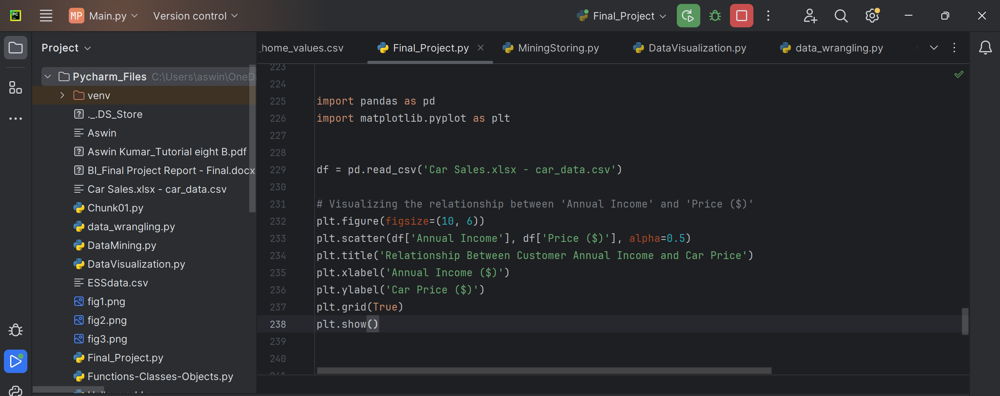 PC
MP Main.py Version control Final_Project
Project
_home_values.csv Final_Project.py MiningStoring.py DataVisualization.py data_wrangling.py
Pycharm_Files C:\Users\aswin\OneD
venv
._.DS_Store
Aswin
Aswin Kumar_Tutorial eight B.pdf
BI_Final Project Report - Final.docx
Car Sales.xlsx - car_data.csv
Chunk01.py
data_wrangling.py
DataMining.py
DataVisualization.py
ESSdata.csv
fig1.png
fig2.png
fig3.png
Final_Project.py
Functions-Classes-Objects.py
223
224
225 import pandas as pd
226 import matplotlib.pyplot as plt
227
228
229 df = pd.read_csv('Car Sales.xlsx - car_data.csv')
230
231 # Visualizing the relationship between 'Annual Income' and 'Price ($)'
232 plt.figure(figsize=(10, 6))
233 plt.scatter(df['Annual Income'], df['Price ($)'], alpha=0.5)
234 plt.title('Relationship Between Customer Annual Income and Car Price')
235 plt.xlabel('Annual Income ($)')
236 plt.ylabel('Car Price ($)')
237 plt.grid(True)
238 plt.show()
239
240